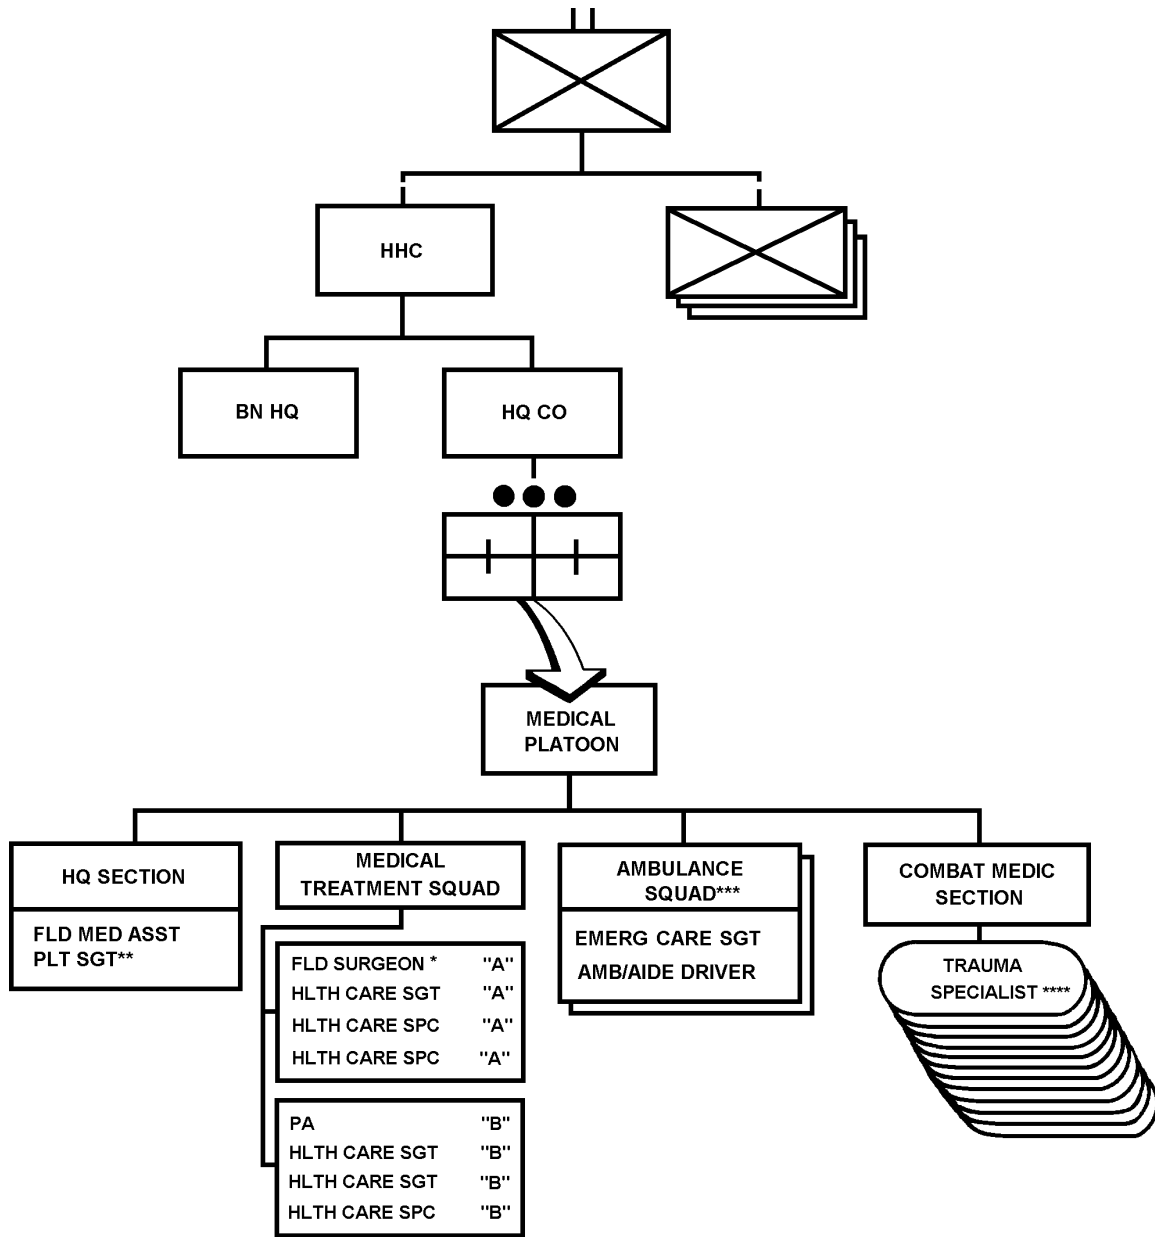 HHC
BN HQ
HQ CO
MEDICAL
PLATOON
HQ SECTION
FLD MED ASST
PLT SGT**
MEDICAL
TREATMENT SQUAD
FLD SURGEON * "A"
HLTH CARE SGT "A"
HLTH CARE SPC "A"
HLTH CARE SPC "A"
PA "B"
HLTH CARE SGT "B"
HLTH CARE SGT "B"
HLTH CARE SPC "B"
AMBULANCE
SQUAD***
EMERG CARE SGT
AMB/AIDE DRIVER
COMBAT MEDIC
SECTION
TRAUMA
SPECIALIST ****